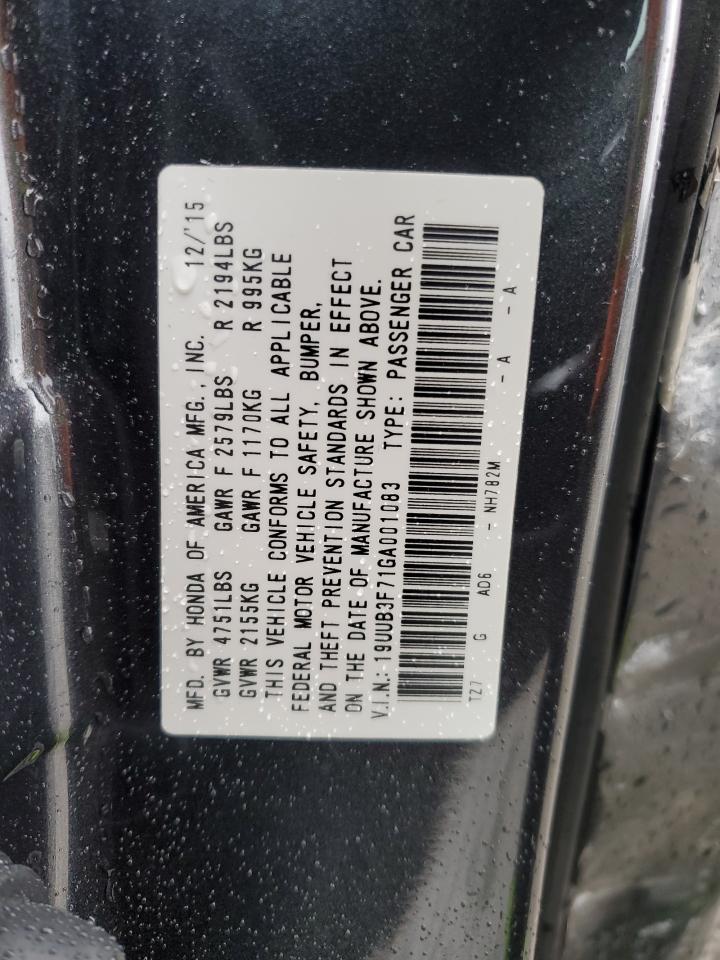 MFD. BY HONDA OF AMERICA MFG., INC. 12/'15
GVWR 4751LBS GAWR F 2579LBS R 2194LBS
GVWR 2155KG GAWR F 1170KG R 995KG
THIS VEHICLE CONFORMS TO ALL APPLICABLE
FEDERAL MOTOR VEHICLE SAFETY, BUMPER,
AND THEFT PREVENTION STANDARDS IN EFFECT
ON THE DATE OF MANUFACTURE SHOWN ABOVE.
V.I.N.: 19UUB3F71GA001083 TYPE: PASSENGER CAR
TZ7 G AD6 - NH782M - A - A